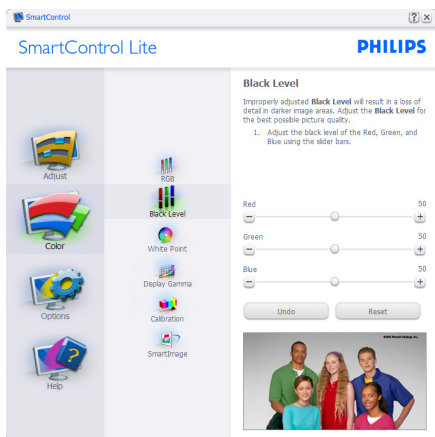 SmartControl
SmartControl Lite
PHILIPS
Adjust
Color
Options
Help
RGB
Black Level
White Point
Display Gamma
Calibration
SmartImage
Black Level
Improperly adjusted Black Level will result in a loss of
detail in darker image areas. Adjust the Black Level for
the best possible picture quality.
1. Adjust the black level of the Red, Green, and
Blue using the slider bars.
Red 50
Green 50
Blue 50
Undo Reset